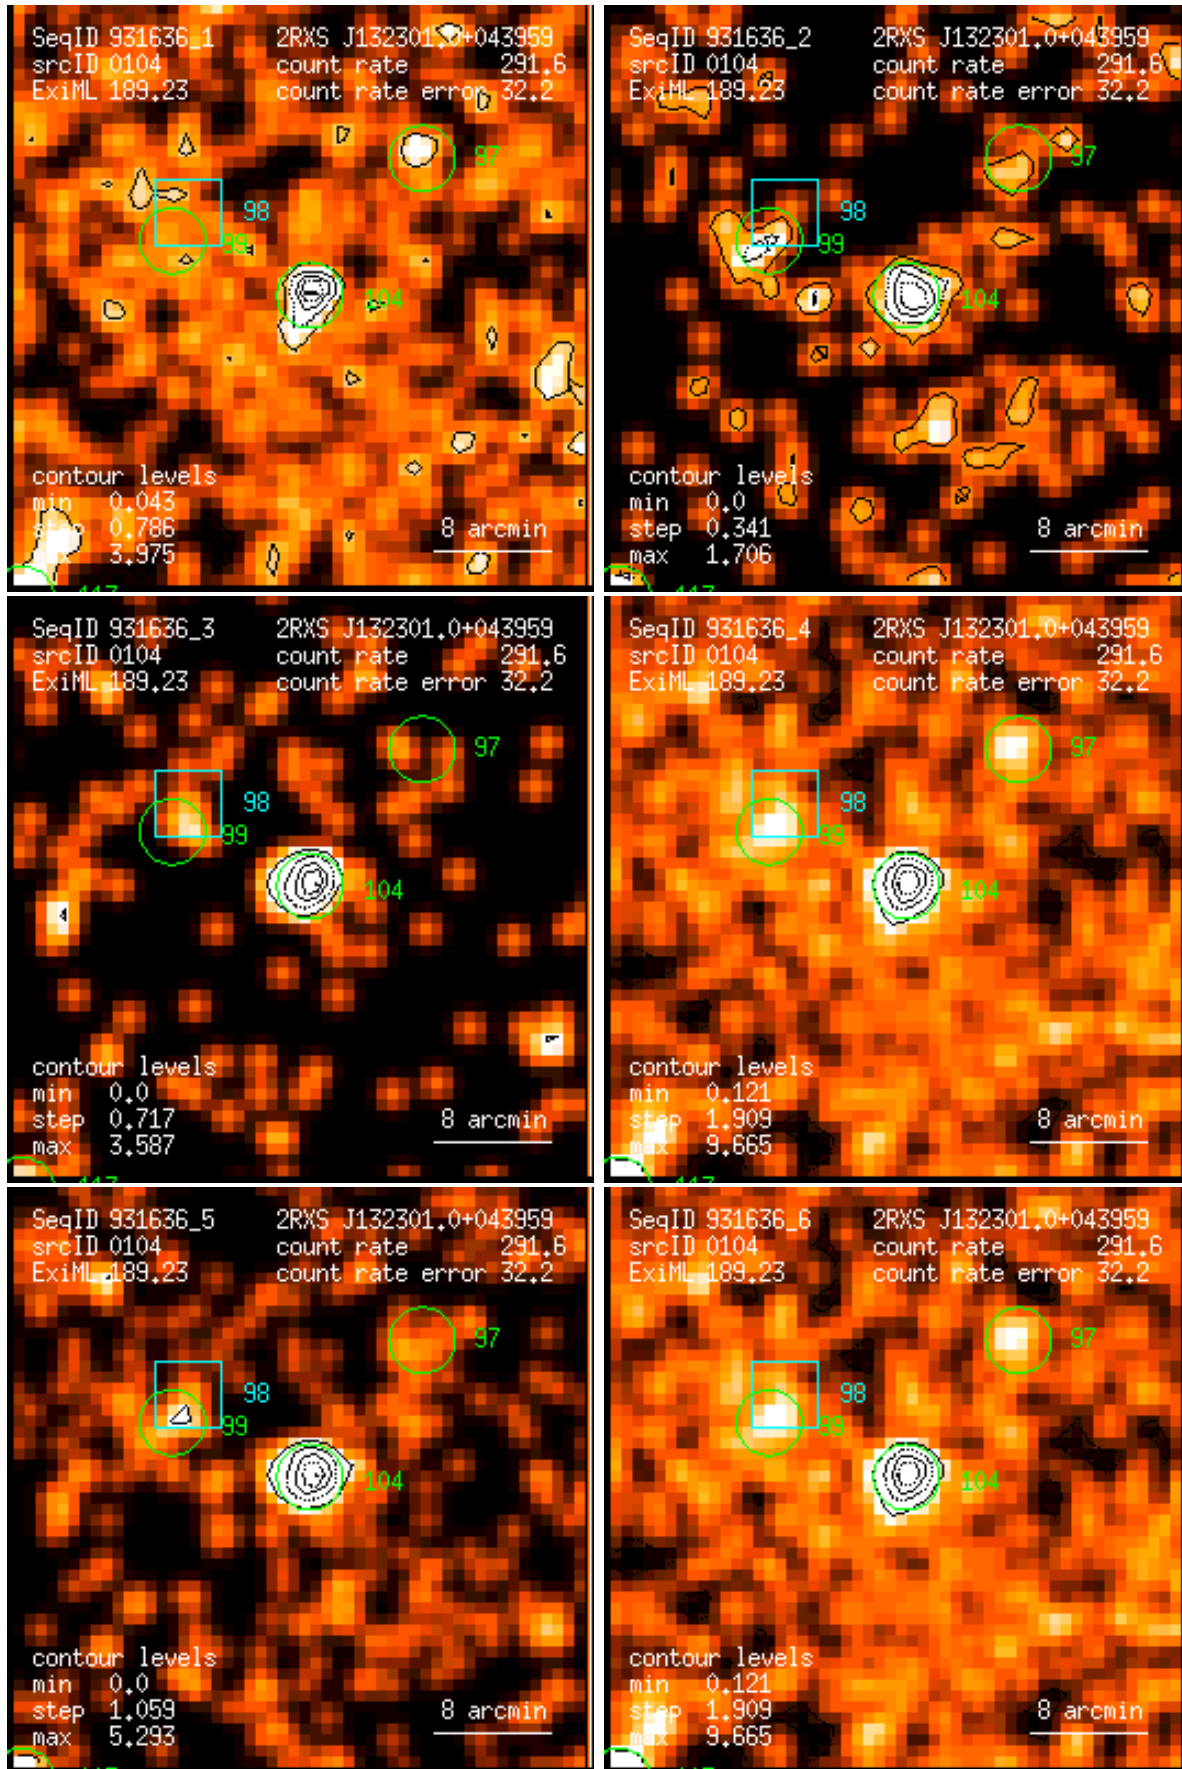 SeqID 931636_1 2RXS J132301.0+043959
srcID 0104 count rate 291.6
ExiML 189.23 count rate error 32.2
97
98
99
104
contour levels
min 0.043
step 0.786
max 3.975
8 arcmin
117
SeqID 931636_2 2RXS J132301.0+043959
srcID 0104 count rate 291.6
ExiML 189.23 count rate error 32.2
97
98
99
104
contour levels
min 0.0
step 0.341
max 1.706
8 arcmin
117
SeqID 931636_3 2RXS J132301.0+043959
srcID 0104 count rate 291.6
ExiML 189.23 count rate error 32.2
97
98
99
104
contour levels
min 0.0
step 0.717
max 3.587
8 arcmin
117
SeqID 931636_4 2RXS J132301.0+043959
srcID 0104 count rate 291.6
ExiML 189.23 count rate error 32.2
97
98
99
104
contour levels
min 0.121
step 1.909
max 9.665
8 arcmin
117
SeqID 931636_5 2RXS J132301.0+043959
srcID 0104 count rate 291.6
ExiML 189.23 count rate error 32.2
97
98
99
104
contour levels
min 0.0
step 1.059
max 5.293
8 arcmin
SeqID 931636_6 2RXS J132301.0+043959
srcID 0104 count rate 291.6
ExiML 189.23 count rate error 32.2
97
98
99
104
contour levels
min 0.121
step 1.909
max 9.665
8 arcmin